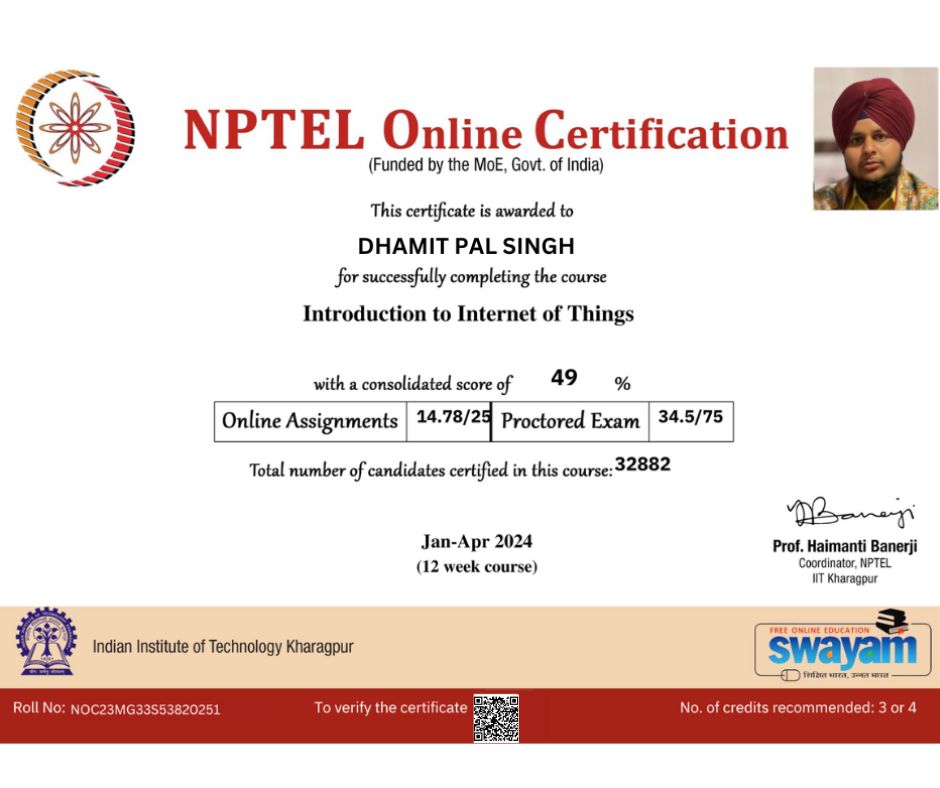 NPTEL Online Certification
(Funded by the MoE, Govt. of India)
This certificate is awarded to
DHAMIT PAL SINGH
for successfully completing the course
Introduction to Internet of Things
with a consolidated score of 49 %
Online Assignments 14.78/25 Proctored Exam 34.5/75
Total number of candidates certified in this course: 32882
Jan-Apr 2024
(12 week course)
Prof. Haimanti Banerji
Coordinator, NPTEL
IIT Kharagpur
Indian Institute of Technology Kharagpur
FREE ONLINE EDUCATION
swayam
शिक्षित भारत, उन्नत भारत
Roll No: NOC23MG33S53820251 To verify the certificate No. of credits recommended: 3 or 4